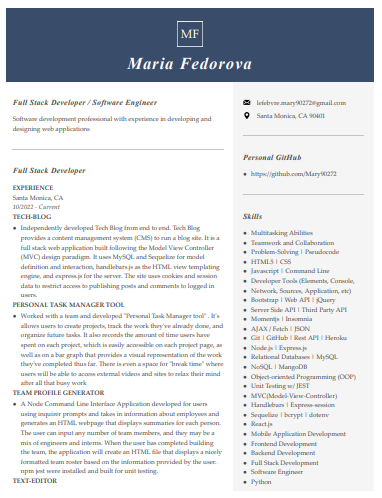 MF
Maria Fedorova
Full Stack Developer / Software Engineer
Software development professional with experience in developing and
designing web applications
Full Stack Developer
EXPERIENCE
Santa Monica, CA
10/2022 - Current
TECH-BLOG
● Independently developed Tech Blog from end to end. Tech Blog
provides a content management system (CMS) to run a blog site. It is a
full stack web application built following the Model View Controller
(MVC) design paradigm. It uses MySQL and Sequelize for model
definition and interaction, handlebars.js as the HTML view templating
engine, and express.js for the server. The site uses cookies and session
data to restrict access to publishing posts and comments to logged in
users.
PERSONAL TASK MANAGER TOOL
● Worked with a team and developed "Personal Task Manager tool". It's
allows users to create projects, track the work they've already done, and
organize future tasks. It also records the amount of time users have
spent on each project, which is easily accessible on each project page, as
well as on a bar graph that provides a visual representation of the work
they've completed thus far. There is even a space for "break time" where
users will be able to access external videos and sites to relax their mind
after all that busy work
TEAM PROFILE GENERATOR
● A Node Command Line Interface Application developed for users
using inquirer prompts and takes in information about employees and
generates an HTML webpage that displays summaries for each person.
The user can input any number of team members, and they may be a
mix of engineers and interns. When the user has completed building
the team, the application will create an HTML file that displays a nicely
formatted team roster based on the information provided by the user.
npm jest were installed and built for unit testing.
TEXT-EDITOR
lefebvre.mary90272@gmail.com
Santa Monica, CA 90401
Personal GitHub
● https://github.com/Mary90272
Skills
● Multitasking Abilities
● Teamwork and Collaboration
● Problem-Solving | Pseudocode
● HTML5 | CSS
● Javascript | Command Line
● Developer Tools (Elements, Console,
Network, Sources, Application, etc)
● Bootstrap | Web API | jQuery
● Server Side API | Third Party API
● Momentjs | Insomnia
● AJAX / Fetch | JSON
● Git | GitHub | Rest API | Heroku
● Node.js | Express.js
● Relational Databases | MySQL
● NoSQL | MangoDB
● Object-oriented Programming (OOP)
● Unit Testing w/ JEST
● MVC(Model-View-Controller)
● Handlebars | Express-session
● Sequelize | bcrypt | dotenv
● React.js
● Mobile Application Development
● Frontend Development
● Backend Development
● Full Stack Development
● Software Engineer
● Python